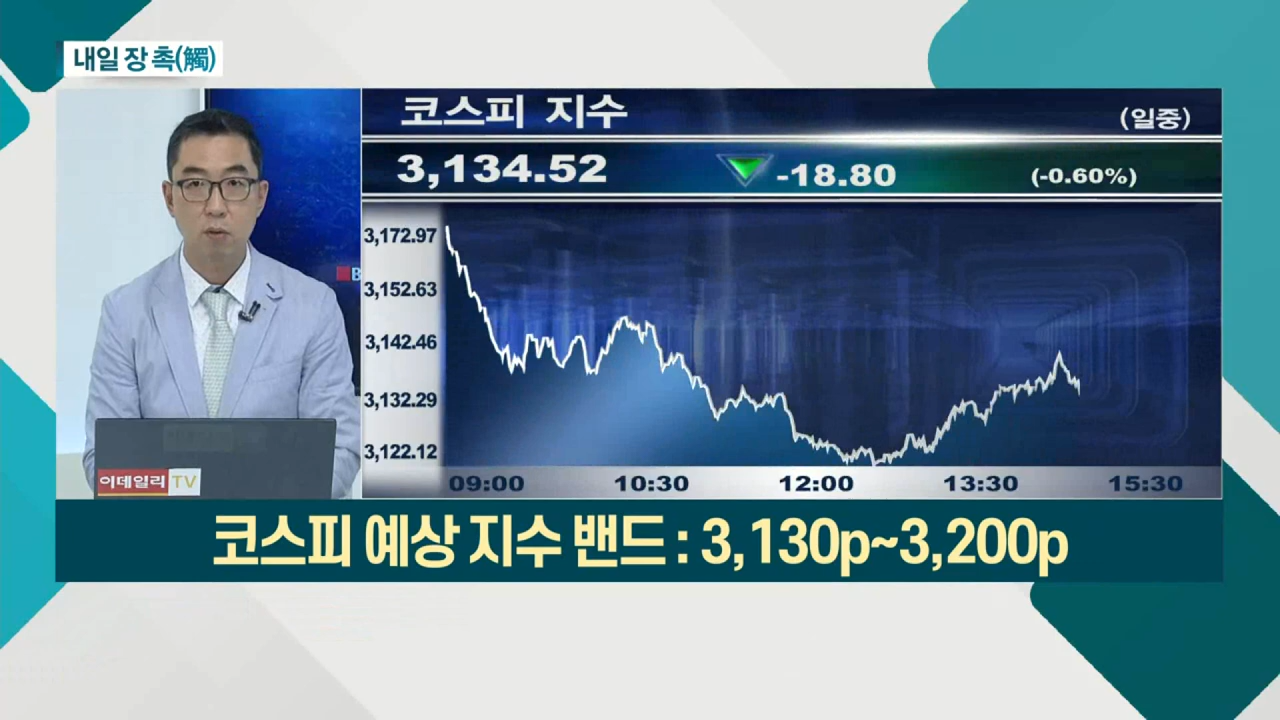 내일 장 촉(觸)
코스피 지수
(일중)
3,134.52
-18.80
(-0.60%)
3,172.97
3,152.63
3,142.46
3,132.29
3,122.12
09:00 10:30 12:00 13:30 15:30
B
이데일리 TV
코스피 예상 지수 밴드 : 3,130p~3,200p